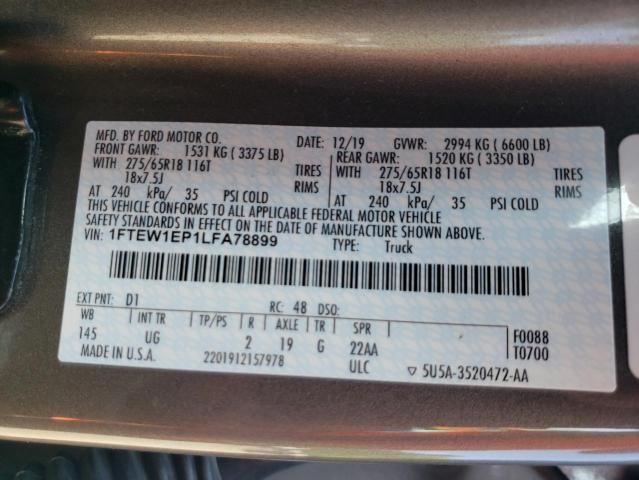 MFD. BY FORD MOTOR CO. DATE: 12/19 GVWR: 2994 KG ( 6600 LB)
FRONT GAWR: 1531 KG ( 3375 LB) REAR GAWR: 1520 KG ( 3350 LB)
WITH 275/65R18 116T TIRES WITH 275/65R18 116T TIRES
18x7.5J RIMS 18x7.5J RIMS
AT 240 kPa/ 35 PSI COLD AT 240 kPa/ 35 PSI COLD
THIS VEHICLE CONFORMS TO ALL APPLICABLE FEDERAL MOTOR VEHICLE
SAFETY STANDARDS IN EFFECT ON THE DATE OF MANUFACTURE SHOWN ABOVE.
VIN: 1FTEW1EP1LFA78899 TYPE: Truck
EXT PNT: D1 RC: 48 DSO:
WB INT TR TP/PS R AXLE TR SPR F0088
145 UG 2 19 G 22AA T0700
MADE IN U.S.A. 2201912157978 ULC ▽ 5U5A-3520472-AA